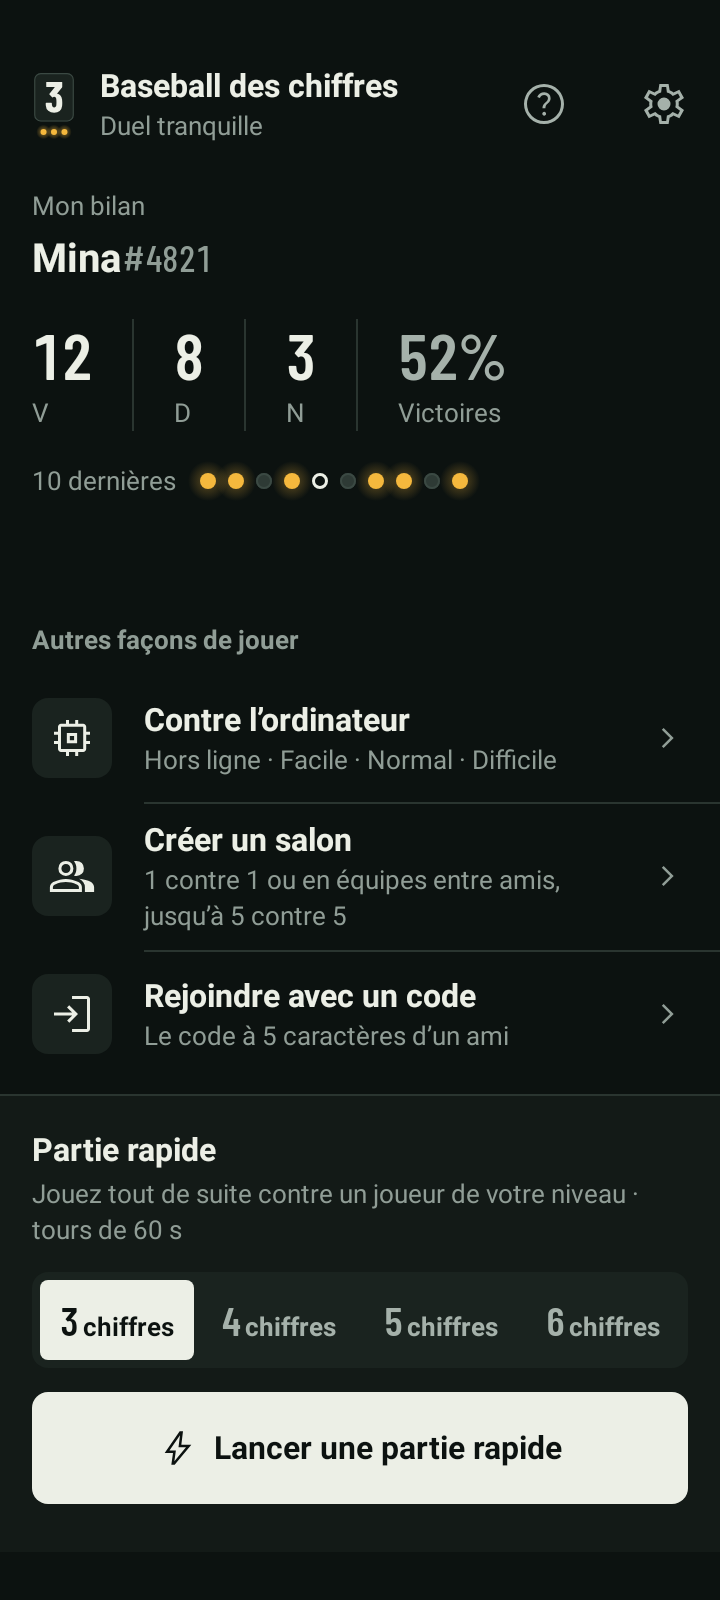 3
Baseball des chiffres
Duel tranquille
Mon bilan
Mina#4821
12 8 3 52%
V D N Victoires
10 dernières
Autres façons de jouer
Contre l’ordinateur
Hors ligne · Facile · Normal · Difficile
Créer un salon
1 contre 1 ou en équipes entre amis,
jusqu’à 5 contre 5
Rejoindre avec un code
Le code à 5 caractères d’un ami
Partie rapide
Jouez tout de suite contre un joueur de votre niveau ·
tours de 60 s
3 chiffres 4 chiffres 5 chiffres 6 chiffres
Lancer une partie rapide